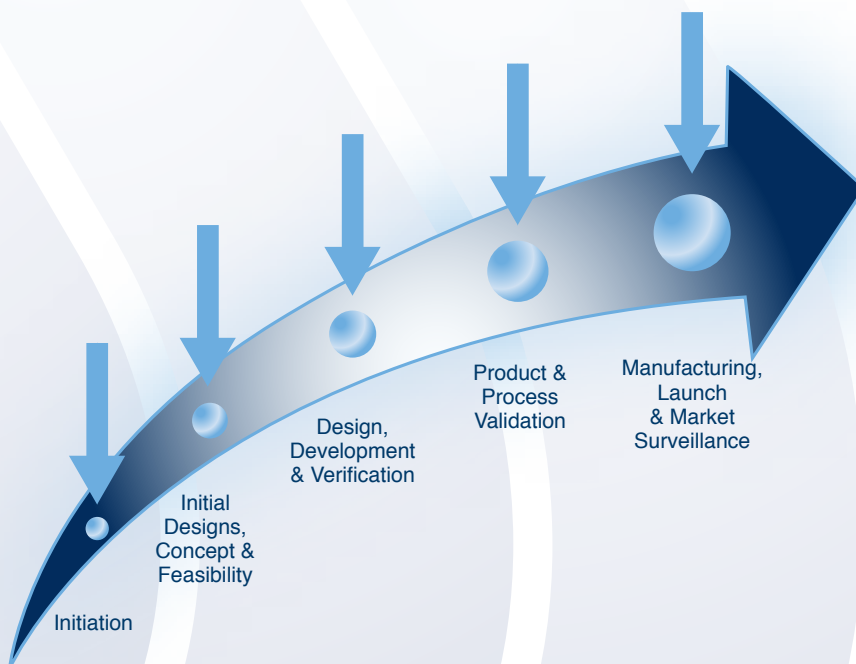 Initiation
Initial
Designs,
Concept &
Feasibility
Design,
Development
& Verification
Product &
Process
Validation
Manufacturing,
Launch
& Market
Surveillance